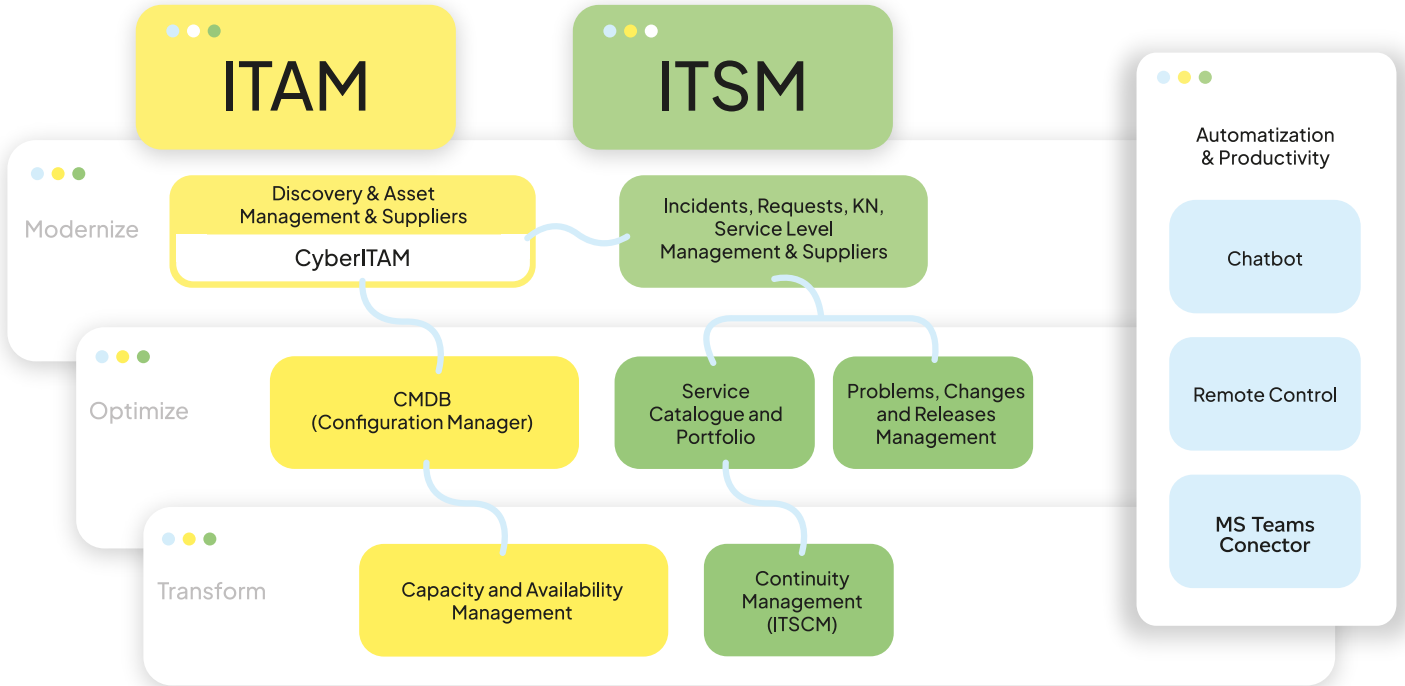 ITAM
ITSM
Modernize
Discovery & Asset
Management & Suppliers
CyberITAM
Incidents, Requests, KN,
Service Level
Management & Suppliers
Optimize
CMDB
(Configuration Manager)
Service
Catalogue and
Portfolio
Problems, Changes
and Releases
Management
Transform
Capacity and Availability
Management
Continuity
Management
(ITSCM)
Automatization
& Productivity
Chatbot
Remote Control
MS Teams
Conector